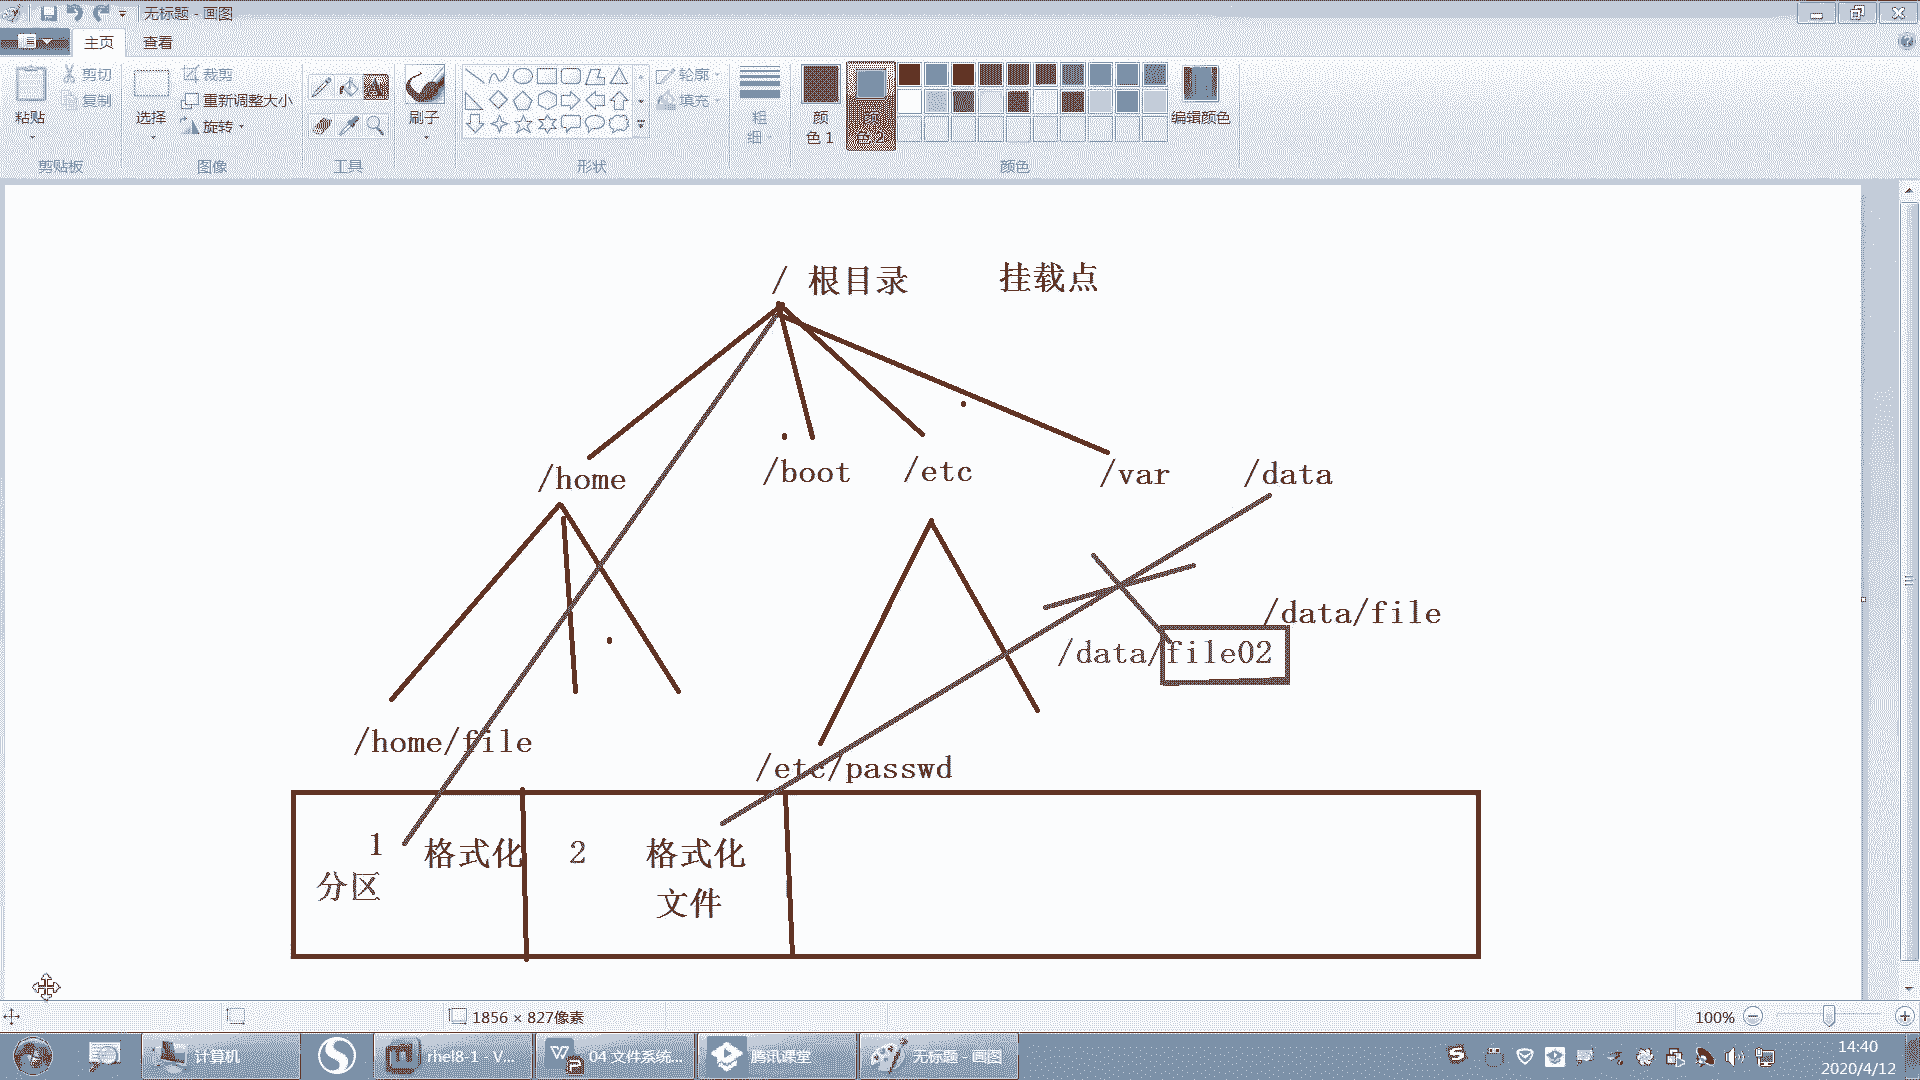 无标题 - 画图
主页 查看
粘贴
剪切
复制
剪贴板
选择
裁剪
重新调整大小
旋转
图像
工具
刷子
形状
轮廓
填充
粗
细
颜
色 1
颜
色 2
颜色
编辑颜色
/ 根目录 挂载点
/home /boot /etc /var /data
/data/file
/data/file02
/home/file
/etc/passwd
1 格式化 2 格式化
分区 文件
1856 × 827像素
100%
计算机
rhel8-1 - V...
04 文件系统...
腾讯课堂
无标题 - 画图
14:40
2020/4/12